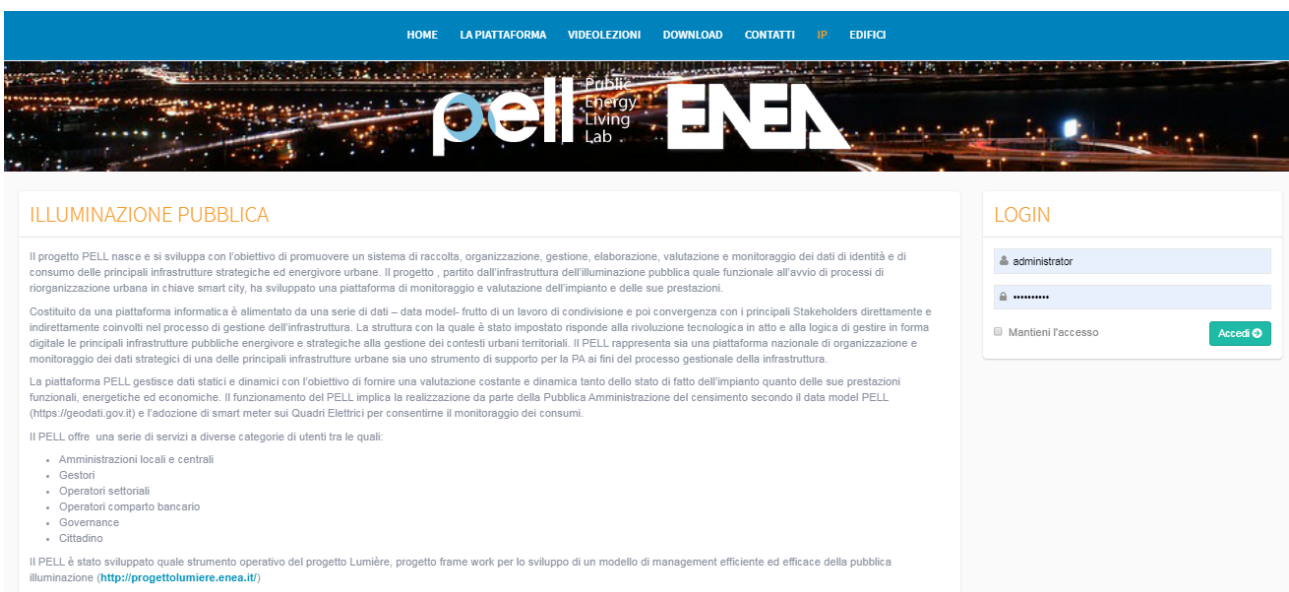 HOME LA PIATTAFORMA VIDEOLEZIONI DOWNLOAD CONTATTI IP EDIFICI
pell Public Energy Living Lab ENEA
ILLUMINAZIONE PUBBLICA
Il progetto PELL nasce e si sviluppa con l'obiettivo di promuovere un sistema di raccolta, organizzazione, gestione, elaborazione, valutazione e monitoraggio dei dati di identità e di
consumo delle principali infrastrutture strategiche ed energivore urbane. Il progetto , partito dall'infrastruttura dell'illuminazione pubblica quale funzionale all'avvio di processi di
riorganizzazione urbana in chiave smart city, ha sviluppato una piattaforma di monitoraggio e valutazione dell'impianto e delle sue prestazioni.
Costituito da una piattaforma informatica è alimentato da una serie di dati – data model- frutto di un lavoro di condivisione e poi convergenza con i principali Stakeholders direttamente e
indirettamente coinvolti nel processo di gestione dell'infrastruttura. La struttura con la quale è stato impostato risponde alla rivoluzione tecnologica in atto e alla logica di gestire in forma
digitale le principali infrastrutture pubbliche energivore e strategiche alla gestione dei contesti urbani territoriali. Il PELL rappresenta sia una piattaforma nazionale di organizzazione e
monitoraggio dei dati strategici di una delle principali infrastrutture urbane sia uno strumento di supporto per la PA ai fini del processo gestionale della infrastruttura.
La piattaforma PELL gestisce dati statici e dinamici con l'obiettivo di fornire una valutazione costante e dinamica tanto dello stato di fatto dell'impianto quanto delle sue prestazioni
funzionali, energetiche ed economiche. Il funzionamento del PELL implica la realizzazione da parte della Pubblica Amministrazione del censimento secondo il data model PELL
(https://geodati.gov.it) e l'adozione di smart meter sui Quadri Elettrici per consentirne il monitoraggio dei consumi.
Il PELL offre una serie di servizi a diverse categorie di utenti tra le quali:
• Amministrazioni locali e centrali
• Gestori
• Operatori settoriali
• Operatori comparto bancario
• Governance
• Cittadino
Il PELL è stato sviluppato quale strumento operativo del progetto Lumière, progetto frame work per lo sviluppo di un modello di management efficiente ed efficace della pubblica
illuminazione (http://progettolumiere.enea.it/)
LOGIN
administrator
••••••••••
Mantieni l'accesso Accedi